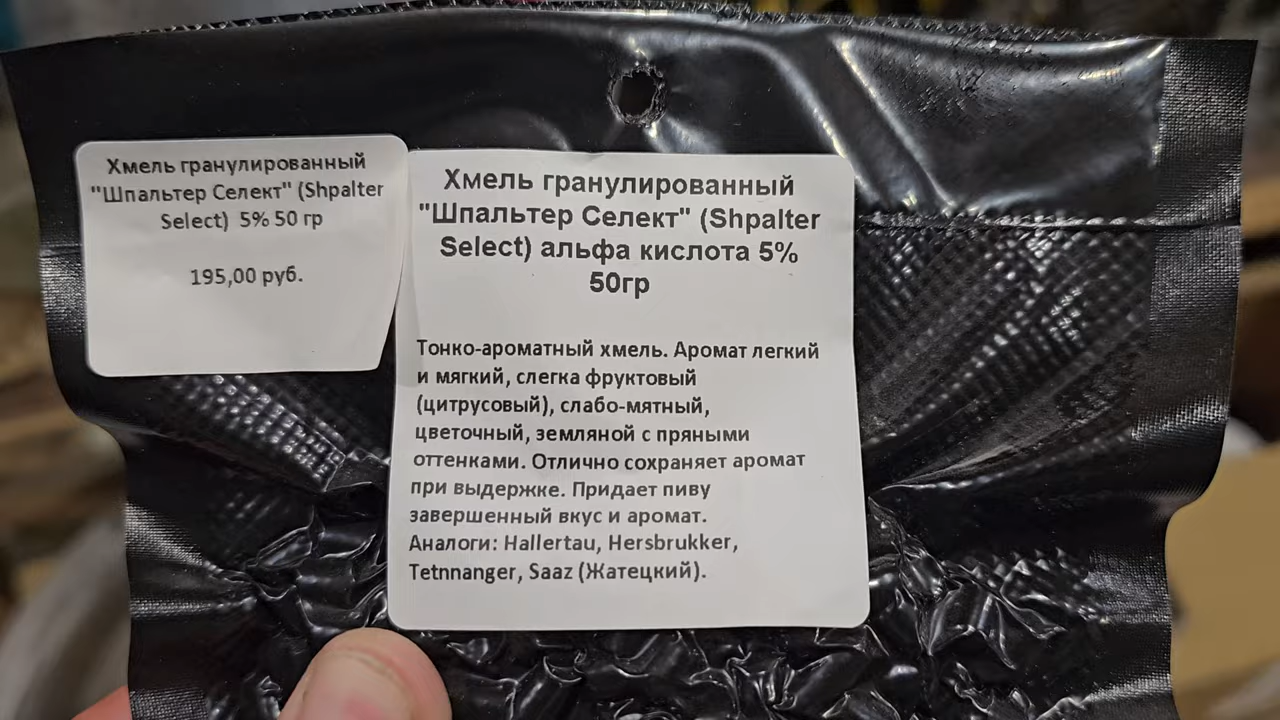 Хмель гранулированный
"Шпальтер Селект" (Shpalter
Select) 5% 50 гр
195,00 руб.
Хмель гранулированный
"Шпальтер Селект" (Shpalter
Select) альфа кислота 5%
50гр
Тонко-ароматный хмель. Аромат легкий
и мягкий, слегка фруктовый
(цитрусовый), слабо-мятный,
цветочный, земляной с пряными
оттенками. Отлично сохраняет аромат
при выдержке. Придает пиву
завершенный вкус и аромат.
Аналоги: Hallertau, Hersbrukker,
Tetnnanger, Saaz (Жатецкий).